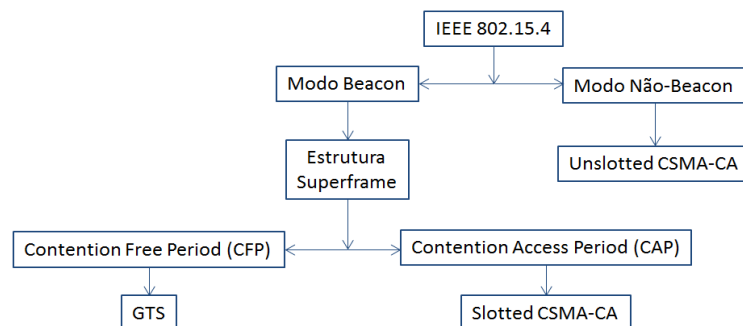 IEEE 802.15.4
Modo Beacon
Modo Não-Beacon
Estrutura
Superframe
Unslotted CSMA-CA
Contention Free Period (CFP)
Contention Access Period (CAP)
GTS
Slotted CSMA-CA